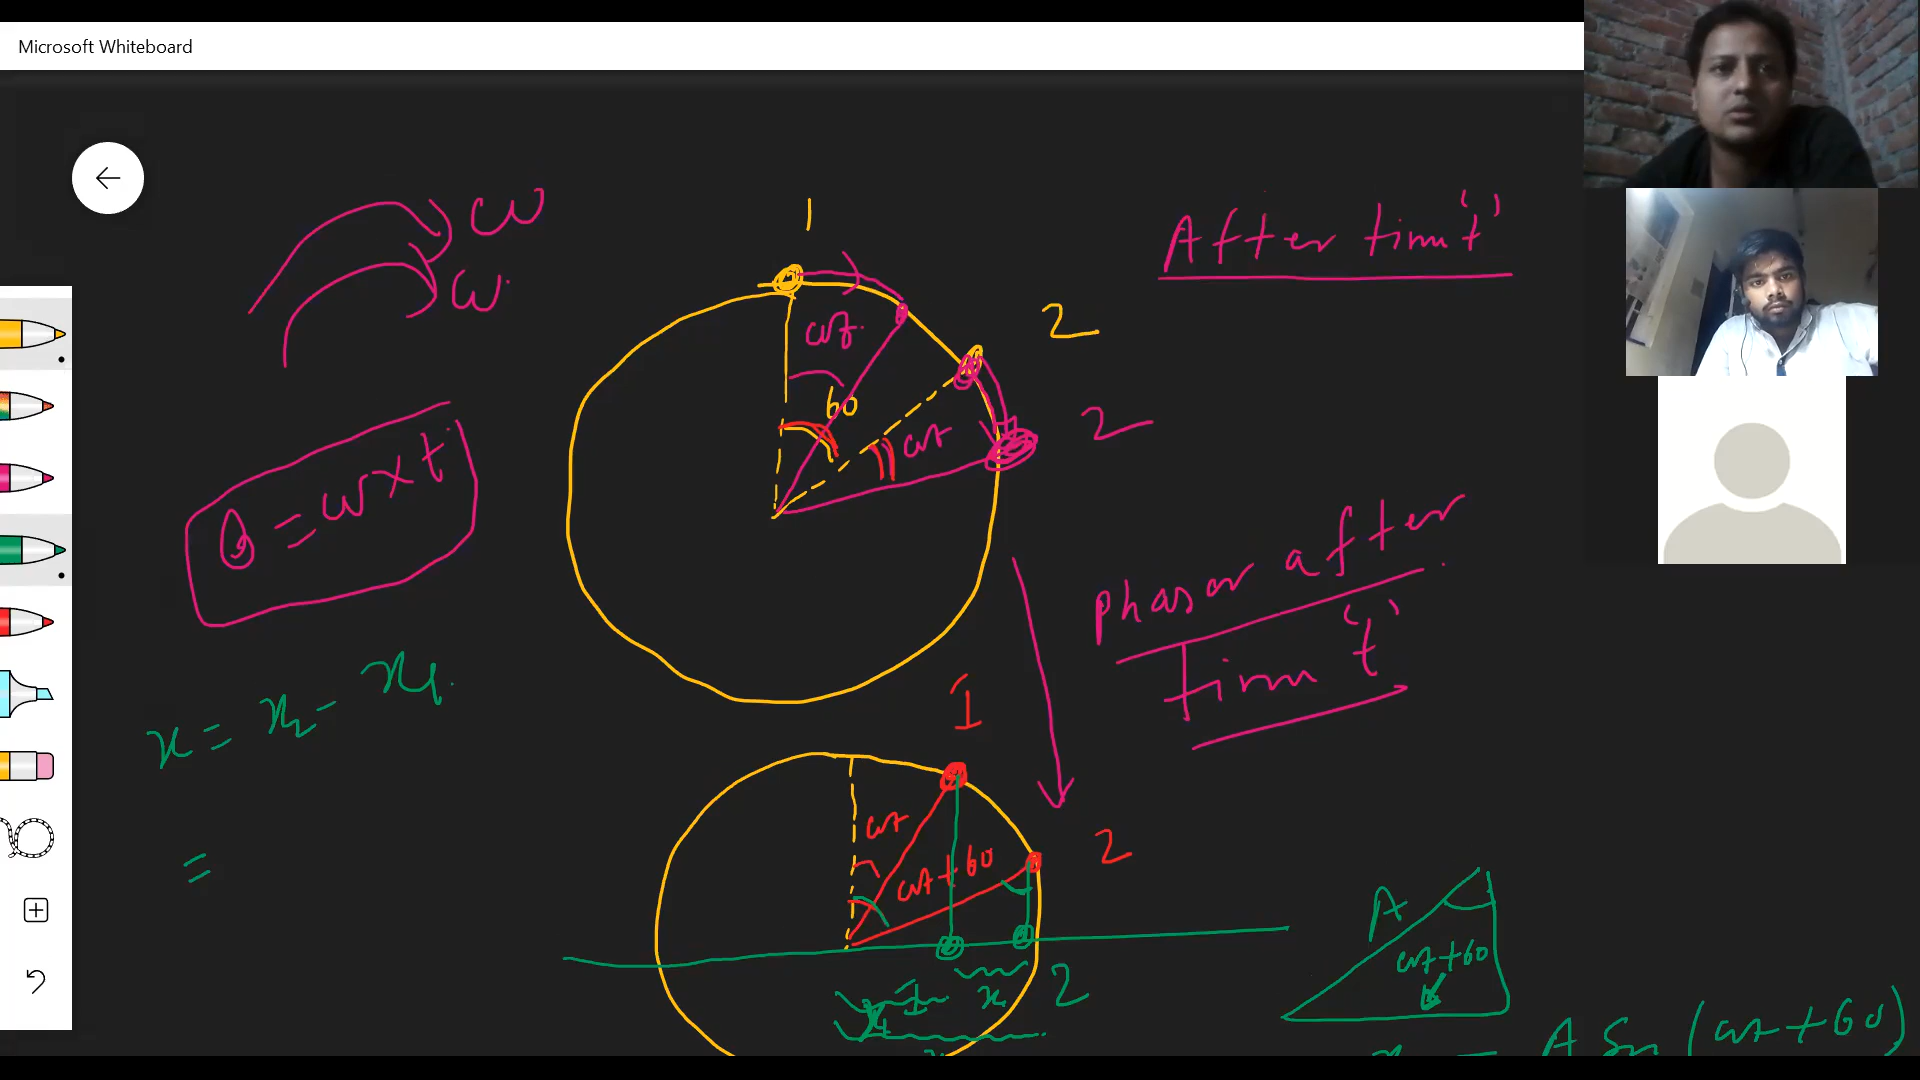 Microsoft Whiteboard
ω
ω
1
After time 't'
2
ωt
60
2
ωt
θ = ω × t
phasor after
time 't'
x = x₂ - x₁
1
ωt
2
ωt + 60
=
A
ωt + 60
1
x
2
x₁
A Sin (ωt + 60)